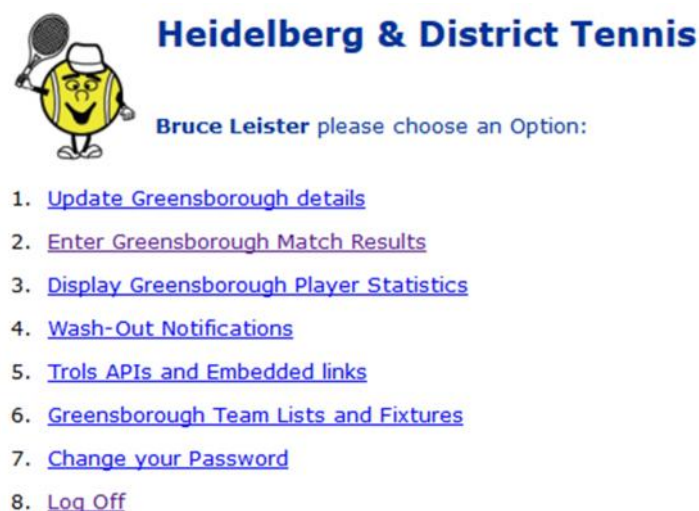 Heidelberg & District Tennis
Bruce Leister please choose an Option:
1. Update Greensborough details
2. Enter Greensborough Match Results
3. Display Greensborough Player Statistics
4. Wash-Out Notifications
5. Trols APIs and Embedded links
6. Greensborough Team Lists and Fixtures
7. Change your Password
8. Log Off